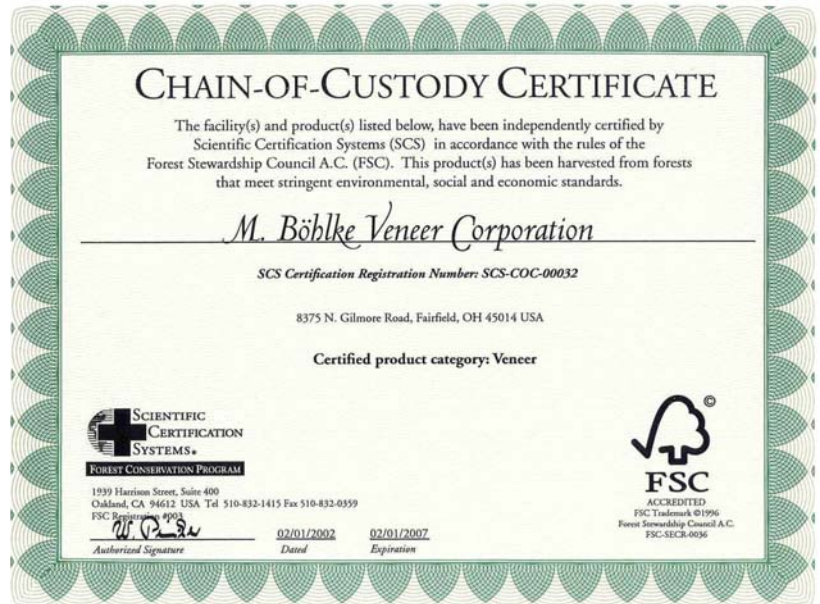 CHAIN-OF-CUSTODY CERTIFICATE
The facility(s) and product(s) listed below, have been independently certified by
Scientific Certification Systems (SCS) in accordance with the rules of the
Forest Stewardship Council A.C. (FSC). This product(s) has been harvested from forests
that meet stringent environmental, social and economic standards.
M. Böhlke Veneer Corporation
SCS Certification Registration Number: SCS-COC-00032
8375 N. Gilmore Road, Fairfield, OH 45014 USA
Certified product category: Veneer
SCIENTIFIC
CERTIFICATION
SYSTEMS®
FOREST CONSERVATION PROGRAM
1939 Harrison Street, Suite 400
Oakland, CA 94612 USA Tel 510-832-1415 Fax 510-832-0359
FSC Registration #003
02/01/2002 02/01/2007
Authorized Signature Dated Expiration
©
FSC
ACCREDITED
FSC Trademark ©1996
Forest Stewardship Council A.C.
FSC-SECR-0036